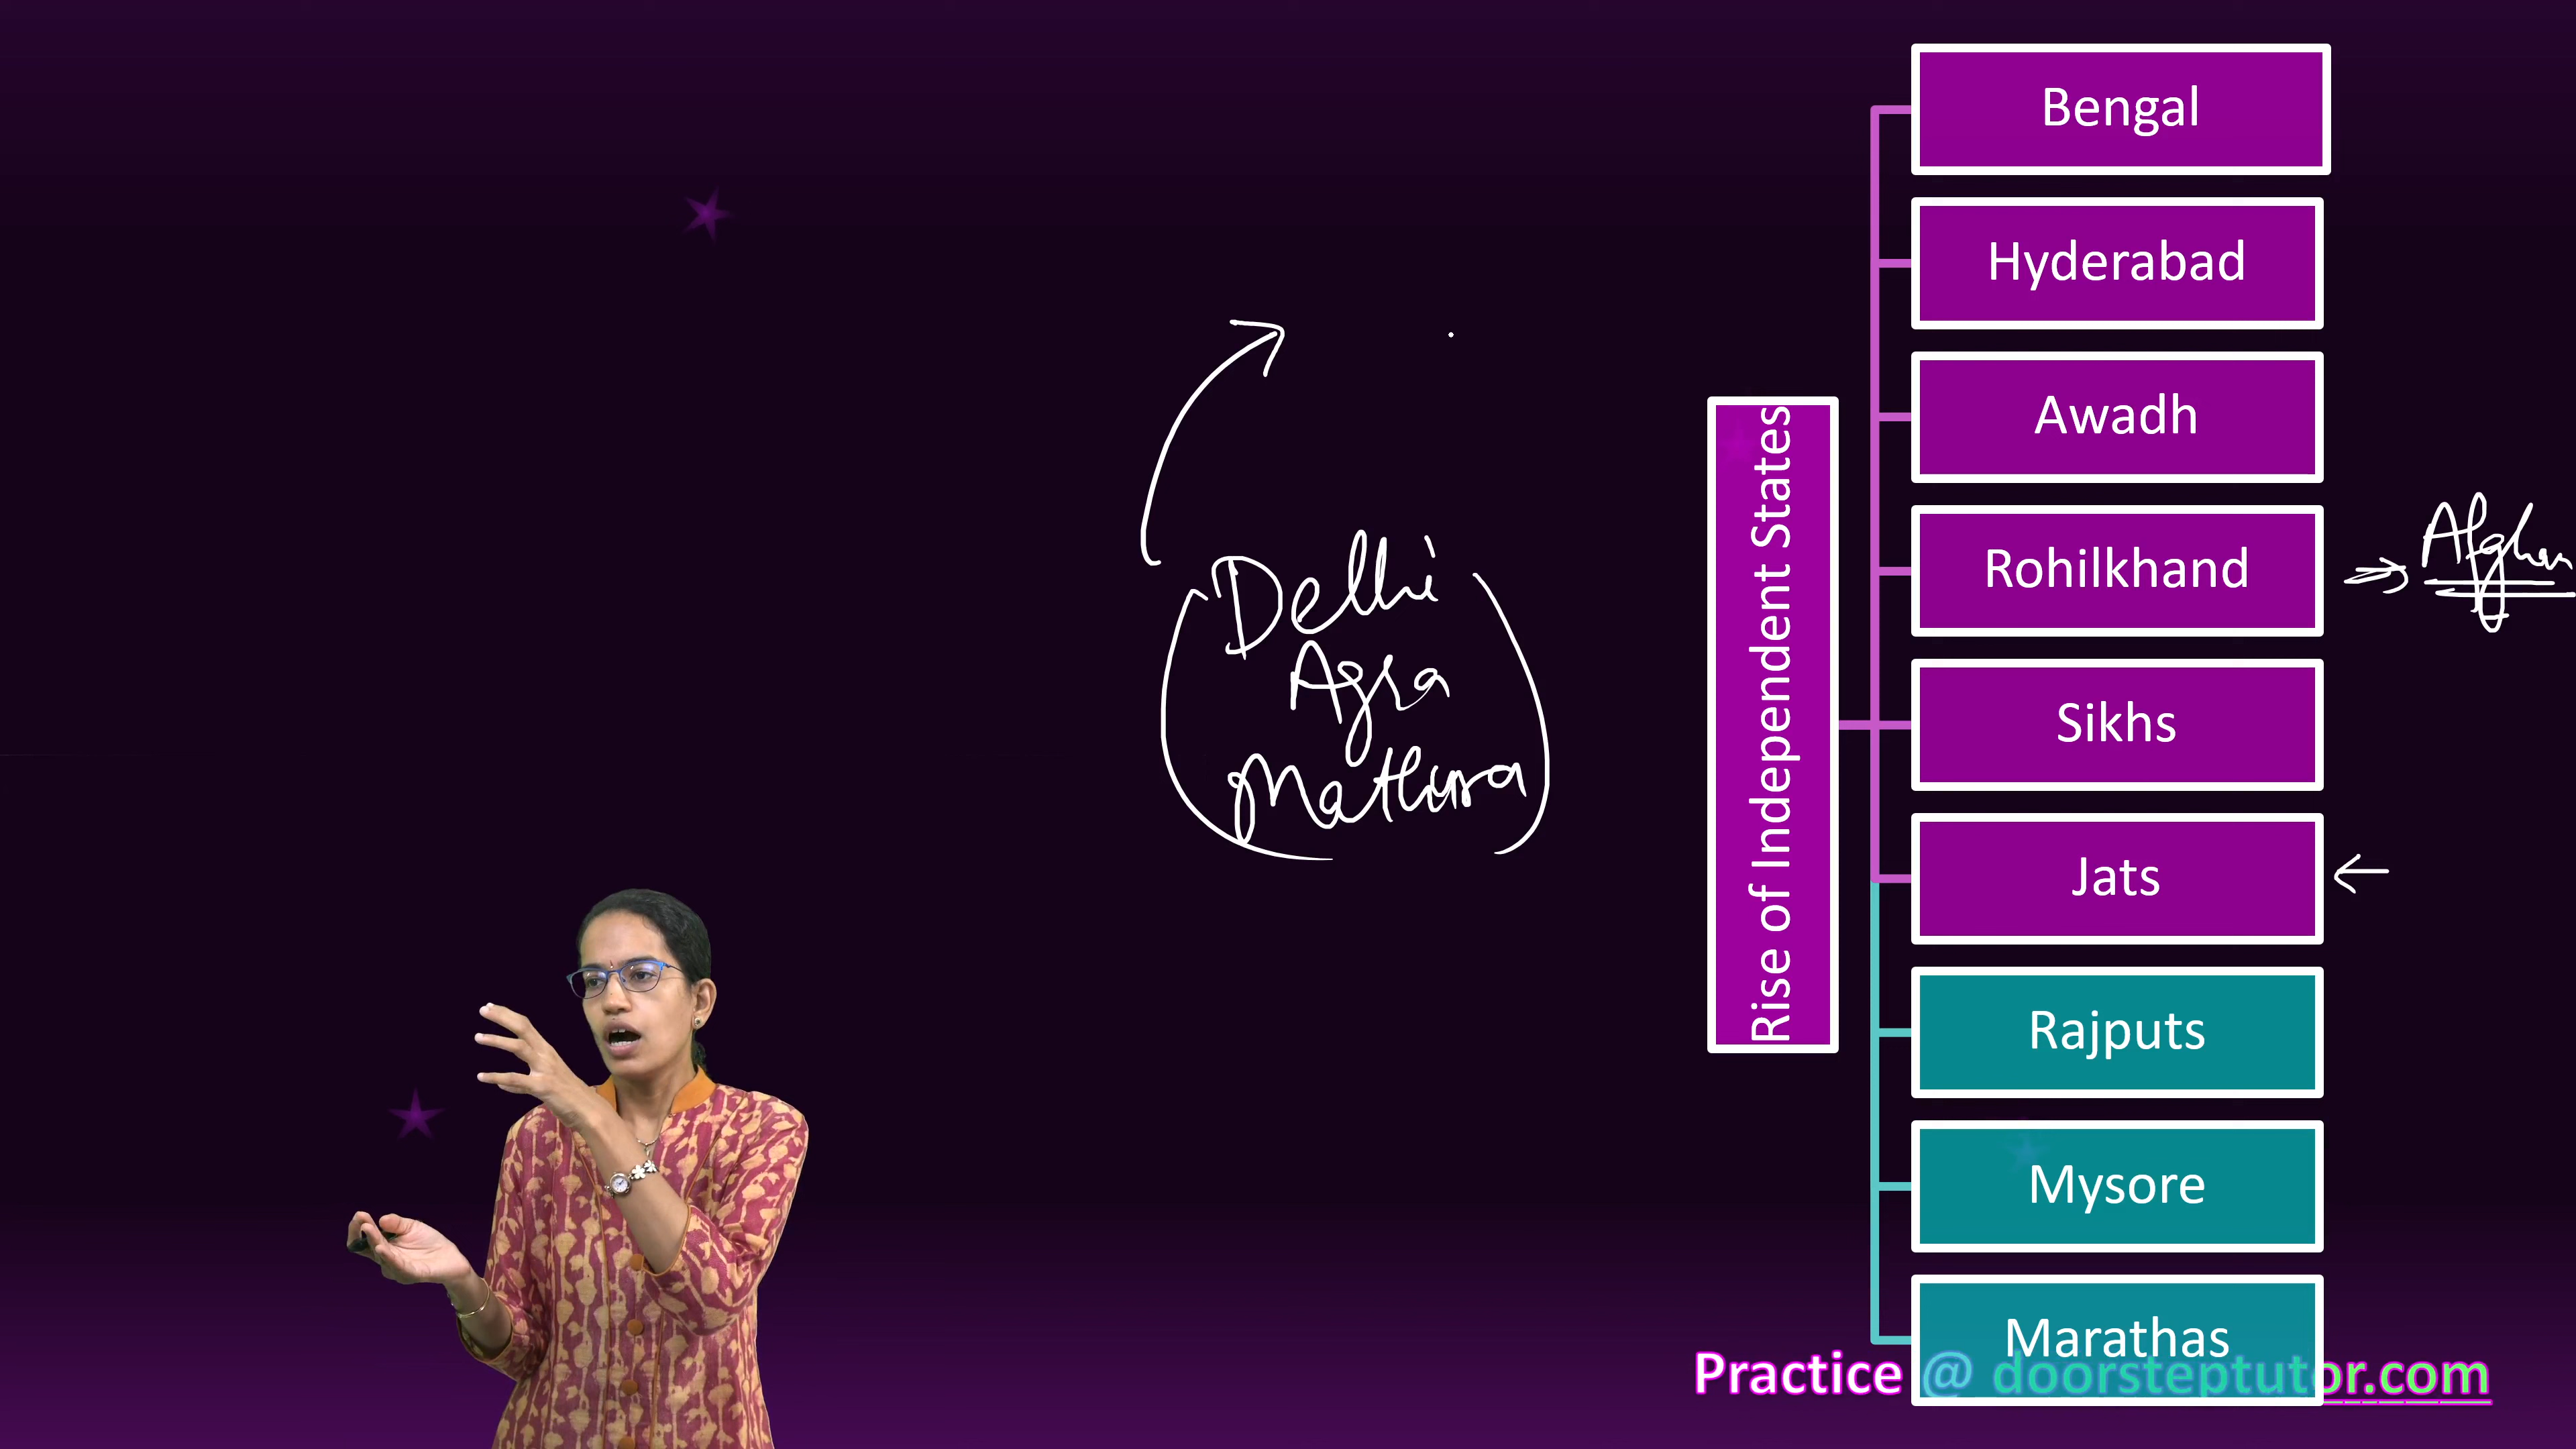 Bengal
Hyderabad
Awadh
Rohilkhand
Afghan
Sikhs
Jats
Rajputs
Mysore
Marathas
Rise of Independent States
Delhi
Agra
Mathura
Practice @ doorsteptutor.com